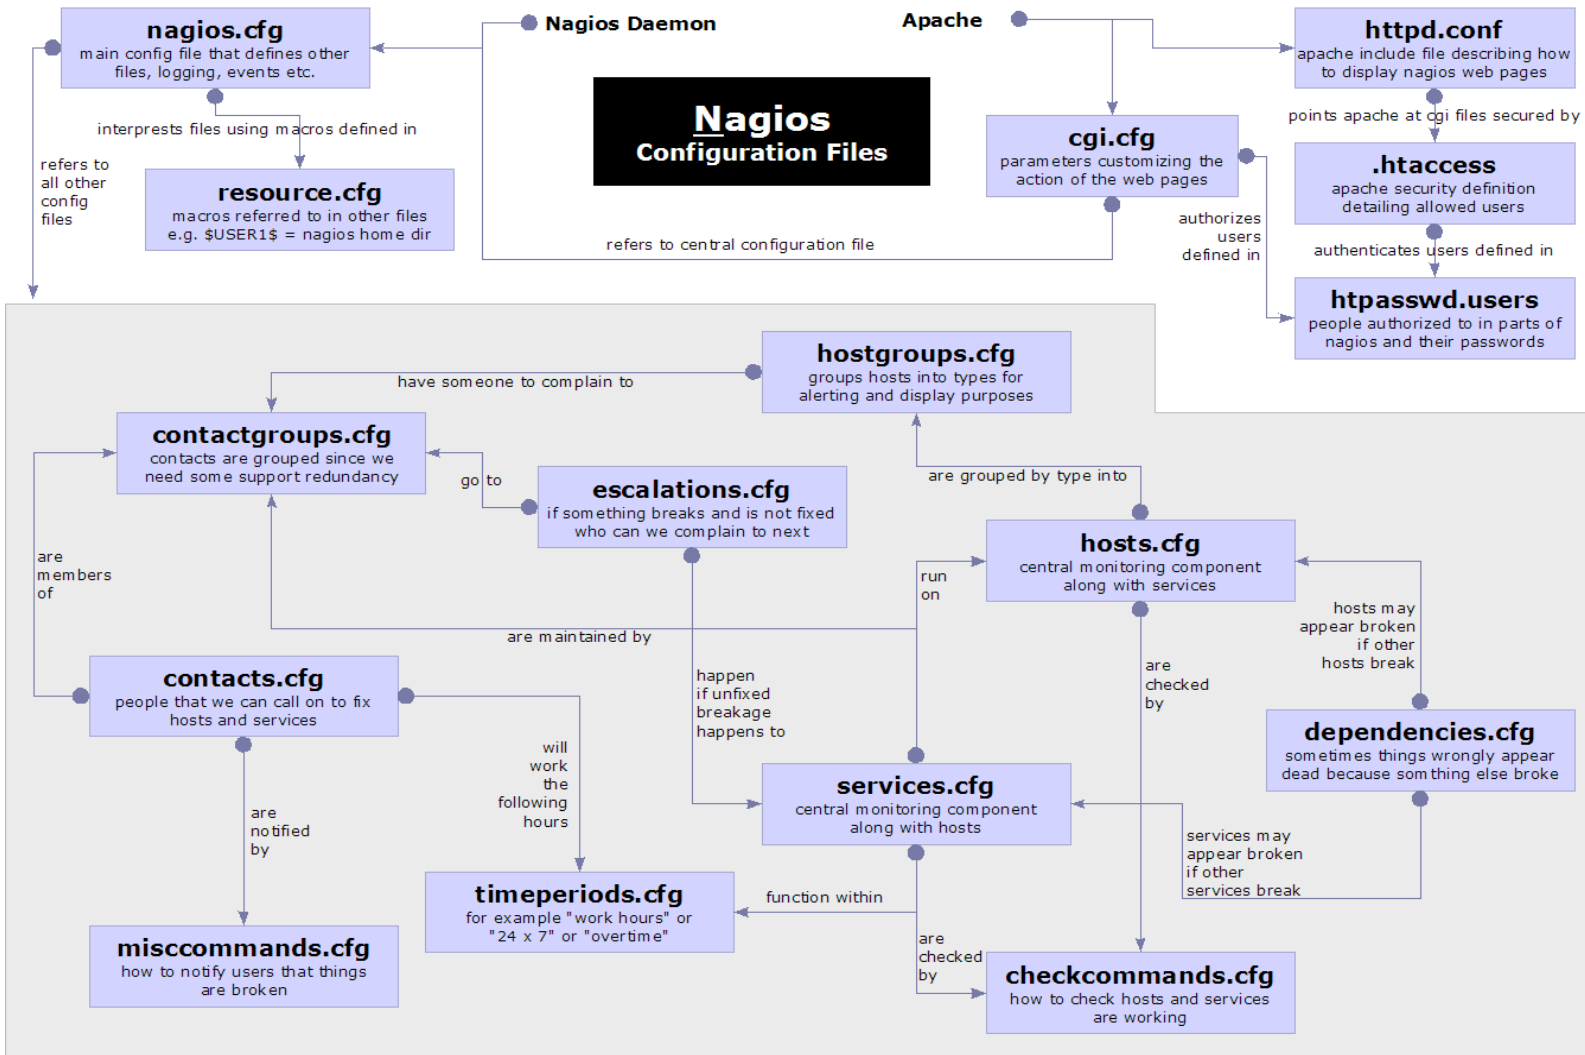 nagios.cfg
main config file that defines other
files, logging, events etc.
Nagios Daemon
Apache
httpd.conf
apache include file describing how
to display nagios web pages
Nagios
Configuration Files
interprests files using macros defined in
points apache at cgi files secured by
cgi.cfg
parameters customizing the
action of the web pages
refers to
all other
config
files
resource.cfg
macros referred to in other files
e.g. $USER1$ = nagios home dir
.htaccess
apache security definition
detailing allowed users
authorizes
users
defined in
refers to central configuration file
authenticates users defined in
htpasswd.users
people authorized to in parts of
nagios and their passwords
hostgroups.cfg
groups hosts into types for
alerting and display purposes
have someone to complain to
contactgroups.cfg
contacts are grouped since we
need some support redundancy
go to
escalations.cfg
if something breaks and is not fixed
who can we complain to next
are grouped by type into
hosts.cfg
central monitoring component
along with services
are
members
of
run
on
are maintained by
hosts may
appear broken
if other
hosts break
contacts.cfg
people that we can call on to fix
hosts and services
happen
if unfixed
breakage
happens to
are
checked
by
dependencies.cfg
sometimes things wrongly appear
dead because somthing else broke
will
work
the
following
hours
services.cfg
central monitoring component
along with hosts
are
notified
by
services may
appear broken
if other
services break
timeperiods.cfg
for example "work hours" or
"24 x 7" or "overtime"
function within
misccommands.cfg
how to notify users that things
are broken
are
checked
by
checkcommands.cfg
how to check hosts and services
are working